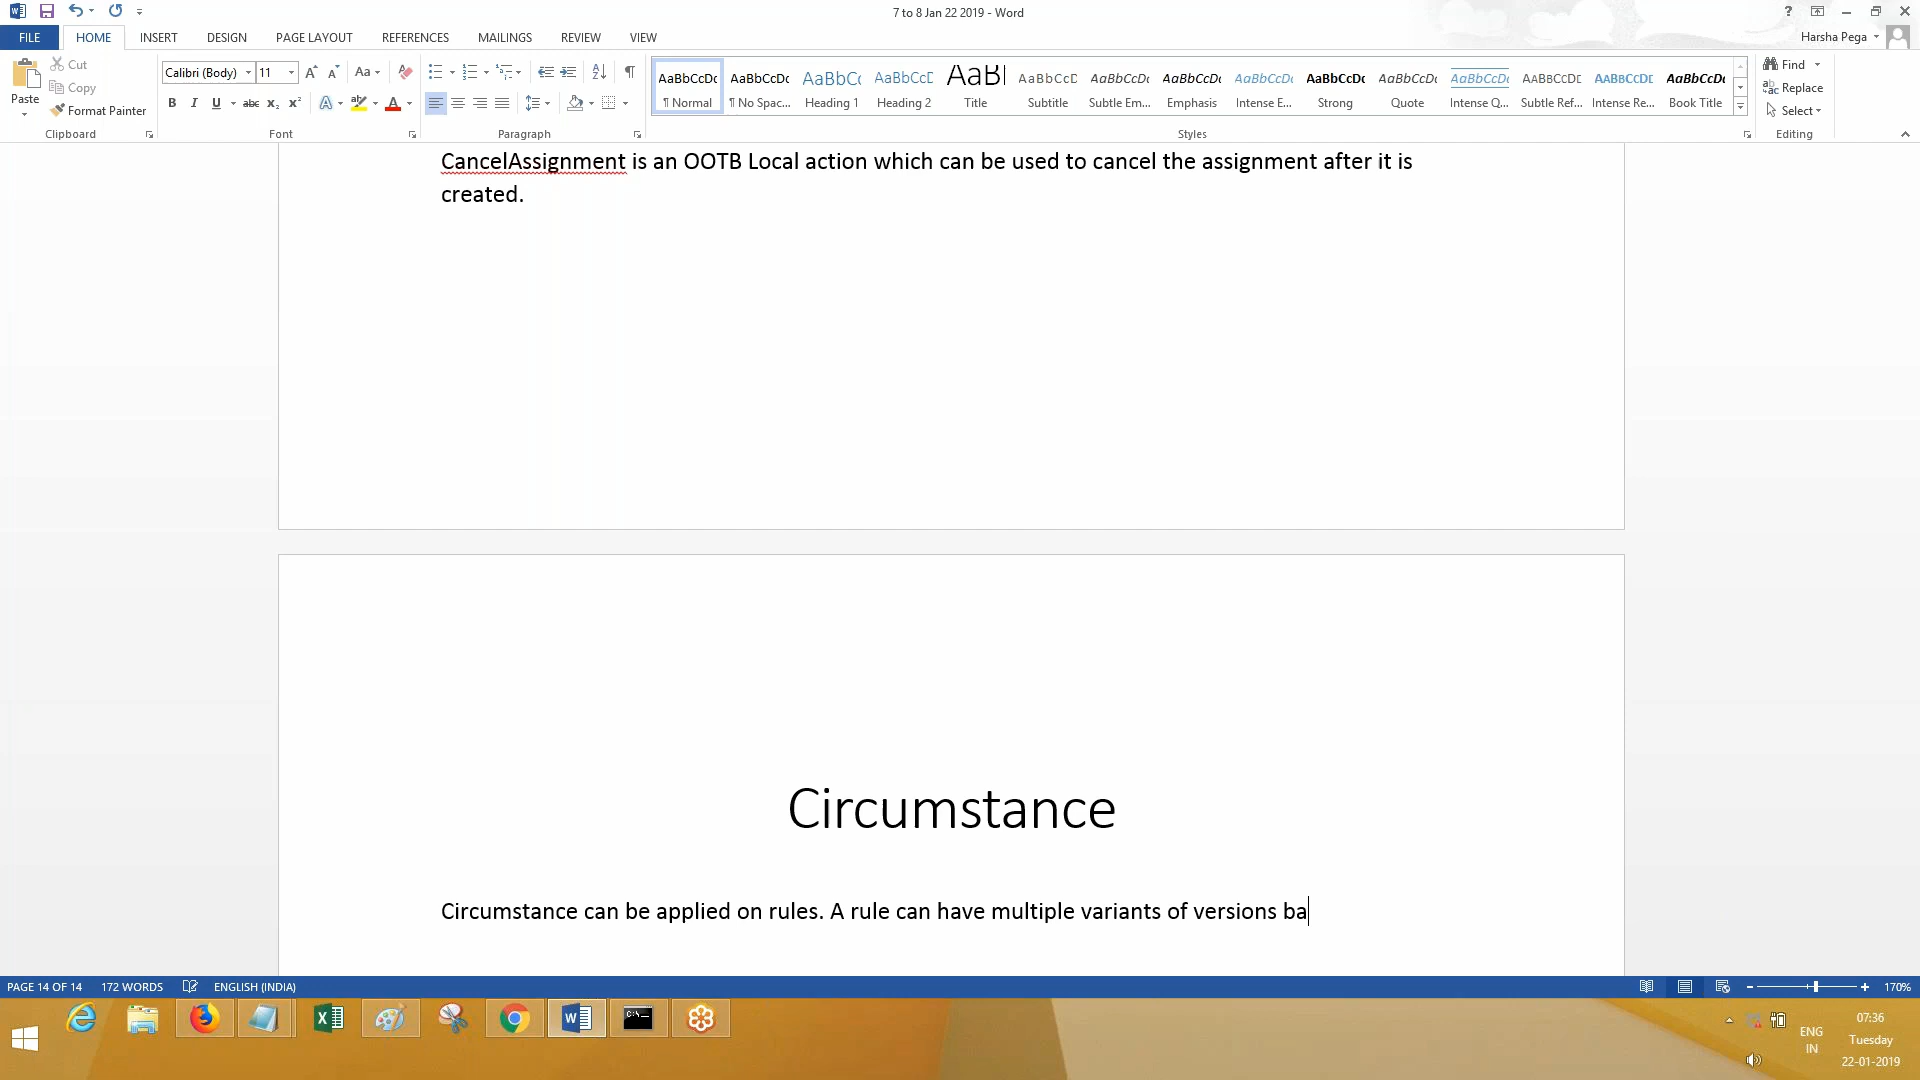 7 to 8 Jan 22 2019 - Word
FILE HOME INSERT DESIGN PAGE LAYOUT REFERENCES MAILINGS REVIEW VIEW
Harsha Pega
Paste
Cut
Copy
Format Painter
Clipboard
Calibri (Body) 11
Font
Paragraph
AaBbCcDc AaBbCcDc AaBbCc AaBbCcD AaBl AaBbCcD AaBbCcDc AaBbCcDc AaBbCcDc AaBbCcDc AaBbCcDc AaBbCcDc AABBCCDE AABBCCDE AaBbCcDc
¶ Normal ¶ No Spac... Heading 1 Heading 2 Title Subtitle Subtle Em... Emphasis Intense E... Strong Quote Intense Q... Subtle Ref... Intense Re... Book Title
Styles
Find
Replace
Select
Editing
CancelAssignment is an OOTB Local action which can be used to cancel the assignment after it is
created.
Circumstance
Circumstance can be applied on rules. A rule can have multiple variants of versions ba
PAGE 14 OF 14 172 WORDS ENGLISH (INDIA)
170%
ENG
IN
07:36
Tuesday
22-01-2019